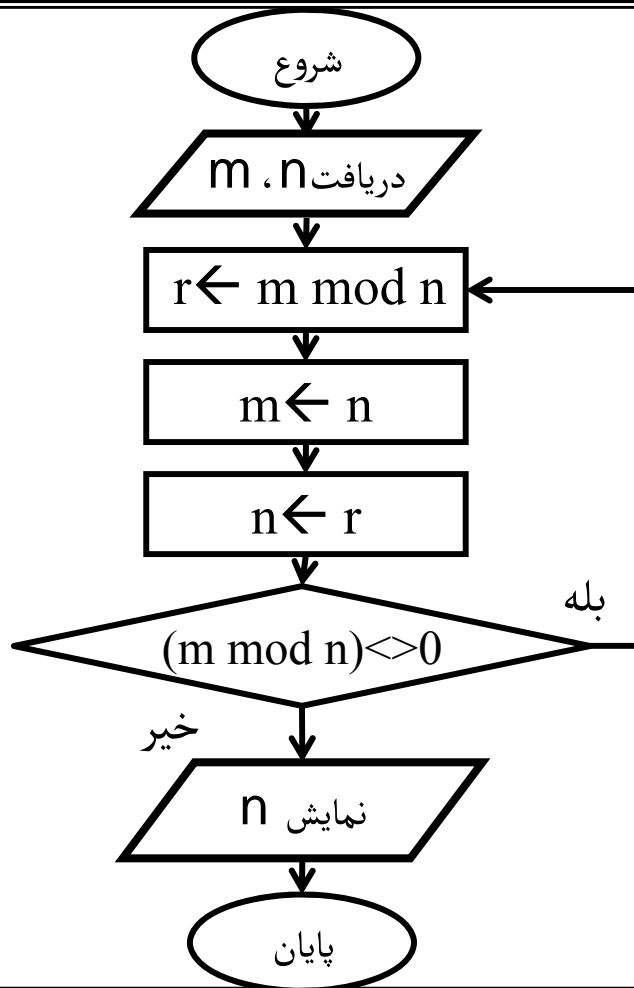 شروع
دریافت m ، n
r← m mod n
m← n
n← r
بله
(m mod n)<>0
خیر
نمایش n
پایان